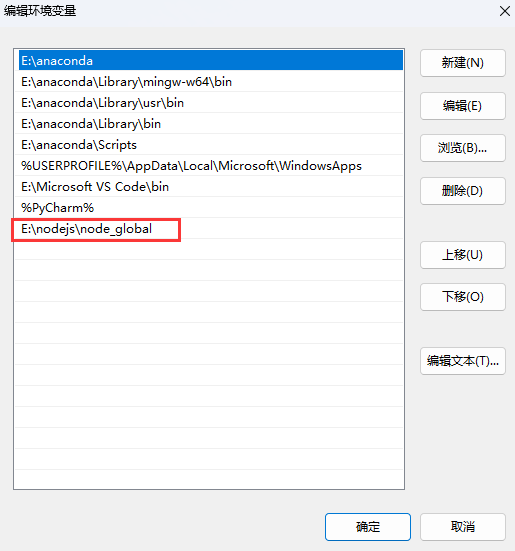 编辑环境变量
E:\anaconda
E:\anaconda\Library\mingw-w64\bin
E:\anaconda\Library\usr\bin
E:\anaconda\Library\bin
E:\anaconda\Scripts
%USERPROFILE%\AppData\Local\Microsoft\WindowsApps
E:\Microsoft VS Code\bin
%PyCharm%
E:\nodejs\node_global
新建(N)
编辑(E)
浏览(B)...
删除(D)
上移(U)
下移(O)
编辑文本(T)...
确定
取消